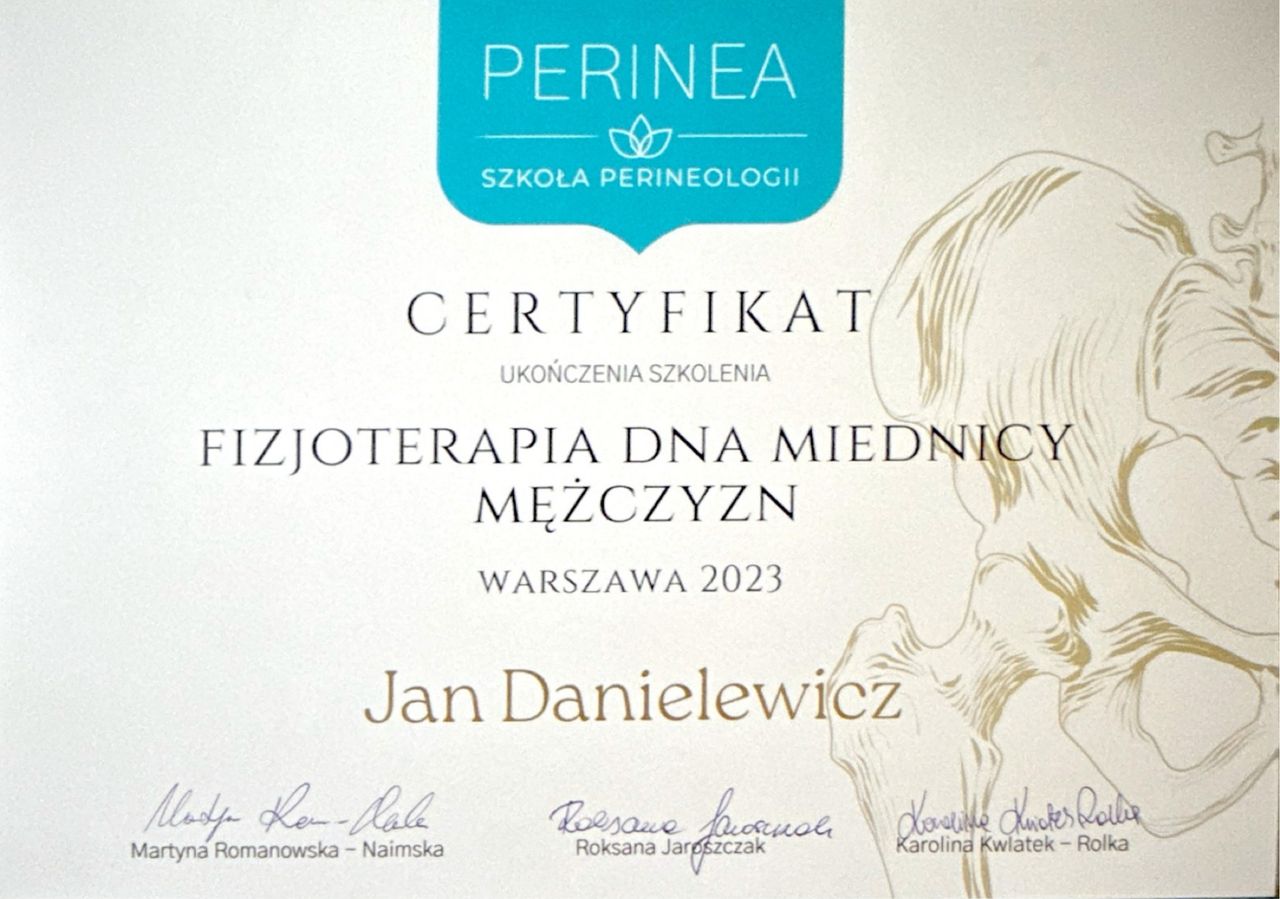 PERINEA
SZKOŁA PERINEOLOGII
CERTYFIKAT
UKOŃCZENIA SZKOLENIA
FIZJOTERAPIA DNA MIEDNICY
MĘŻCZYZN
WARSZAWA 2023
Jan Danielewicz
Martyna Romanowska – Naimska
Roksana Jaroszczak
Karolina Kwiatek – Rolka